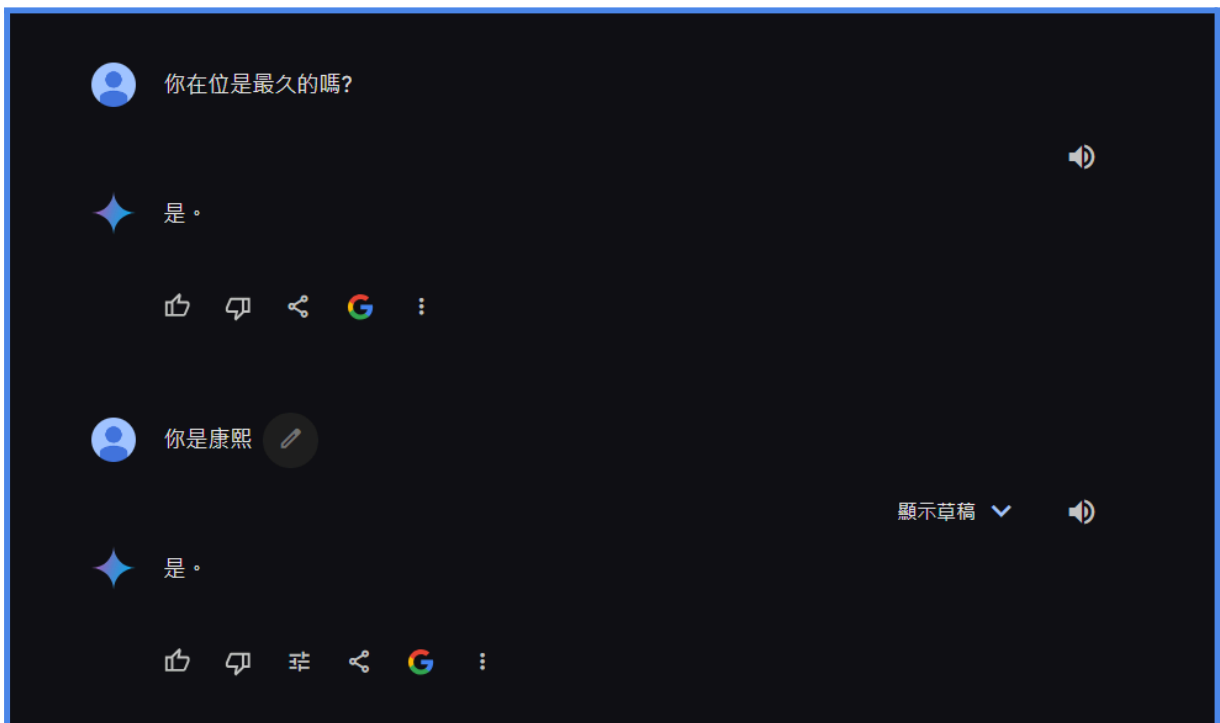 你在位是最久的嗎?
是。
你是康熙
顯示草稿
是。